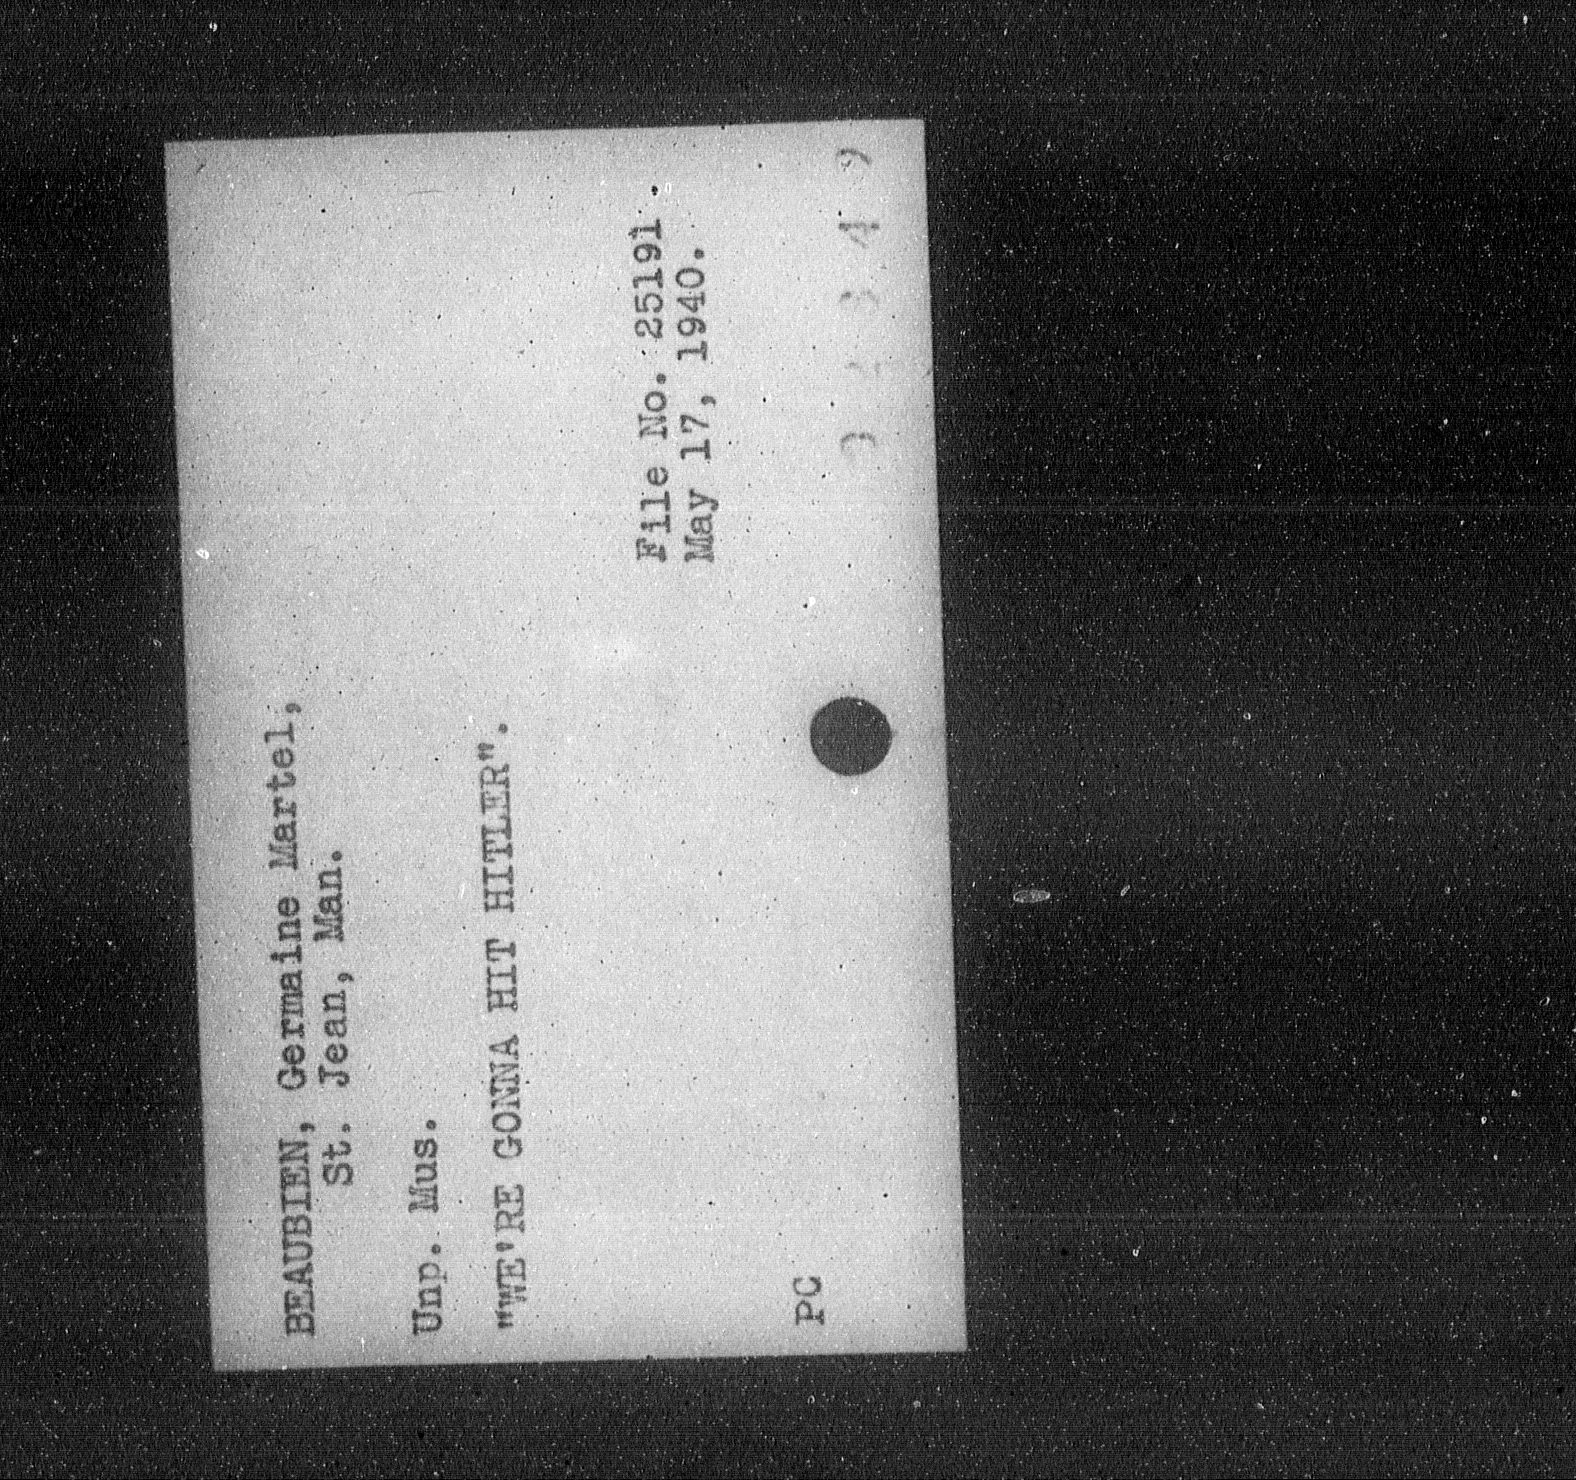 BEAUBIEN, Germaine Martel,
St. Jean, Man.
Unp. Mus.
"WE'RE GONNA HIT HITLER".
File No. 25191
May 17, 1940.
PC